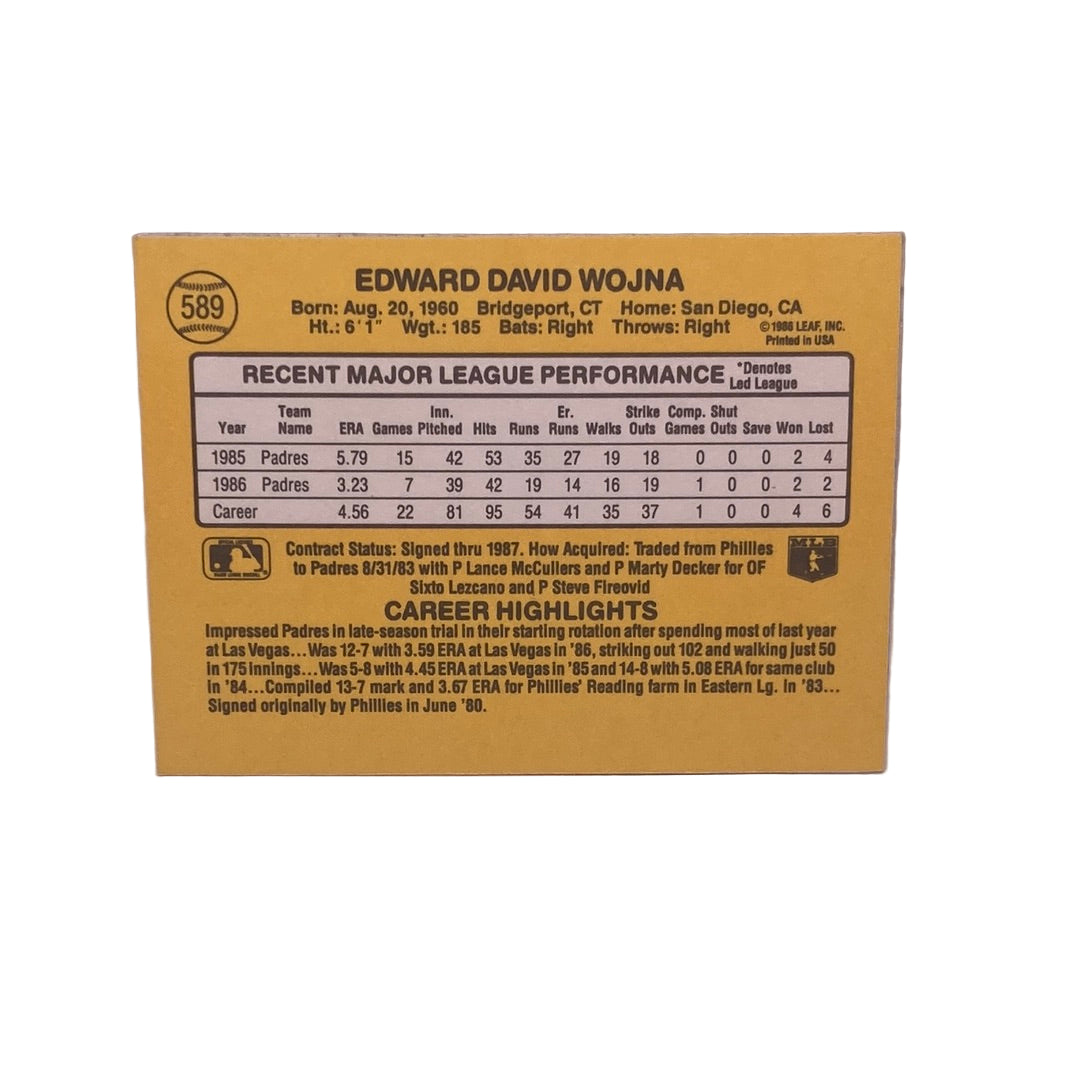 589
EDWARD DAVID WOJNA
Born: Aug. 20, 1960 Bridgeport, CT Home: San Diego, CA
Ht.: 6'1" Wgt.: 185 Bats: Right Throws: Right
©1986 LEAF, INC.
Printed in USA
RECENT MAJOR LEAGUE PERFORMANCE *Denotes Led League
Year Team Name ERA Games Inn. Pitched Hits Runs Er. Runs Walks Strike Outs Comp. Games Shut Outs Save Won Lost
1985 Padres 5.79 15 42 53 35 27 19 18 0 0 0 2 4
1986 Padres 3.23 7 39 42 19 14 16 19 1 0 0 2 2
Career 4.56 22 81 95 54 41 35 37 1 0 0 4 6
MLB
Contract Status: Signed thru 1987. How Acquired: Traded from Phillies
to Padres 8/31/83 with P Lance McCullers and P Marty Decker for OF
Sixto Lezcano and P Steve Fireovid
CAREER HIGHLIGHTS
Impressed Padres in late-season trial in their starting rotation after spending most of last year
at Las Vegas...Was 12-7 with 3.59 ERA at Las Vegas in '86, striking out 102 and walking just 50
in 175 innings...Was 5-8 with 4.45 ERA at Las Vegas in '85 and 14-8 with 5.08 ERA for same club
in '84...Compiled 13-7 mark and 3.67 ERA for Phillies' Reading farm in Eastern Lg. in '83...
Signed originally by Phillies in June '80.